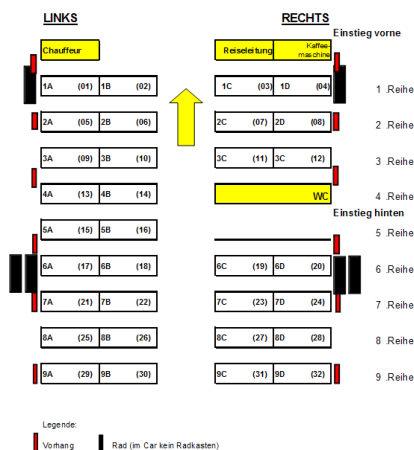 LINKS RECHTS
Einstieg vorne
Chauffeur Reiseleitung Kaffee-
maschine
1A (01) 1B (02) 1C (03) 1D (04) 1 .Reihe
2A (05) 2B (06) 2C (07) 2D (08) 2 .Reihe
3A (09) 3B (10) 3C (11) 3C (12) 3 .Reihe
4A (13) 4B (14) WC 4 .Reihe
Einstieg hinten
5A (15) 5B (16) 5 .Reihe
6A (17) 6B (18) 6C (19) 6D (20) 6 .Reihe
7A (21) 7B (22) 7C (23) 7D (24) 7 .Reihe
8A (25) 8B (26) 8C (27) 8D (28) 8 .Reihe
9A (29) 9B (30) 9C (31) 9D (32) 9 .Reihe
Legende:
Vorhang Rad (im Car kein Radkasten)